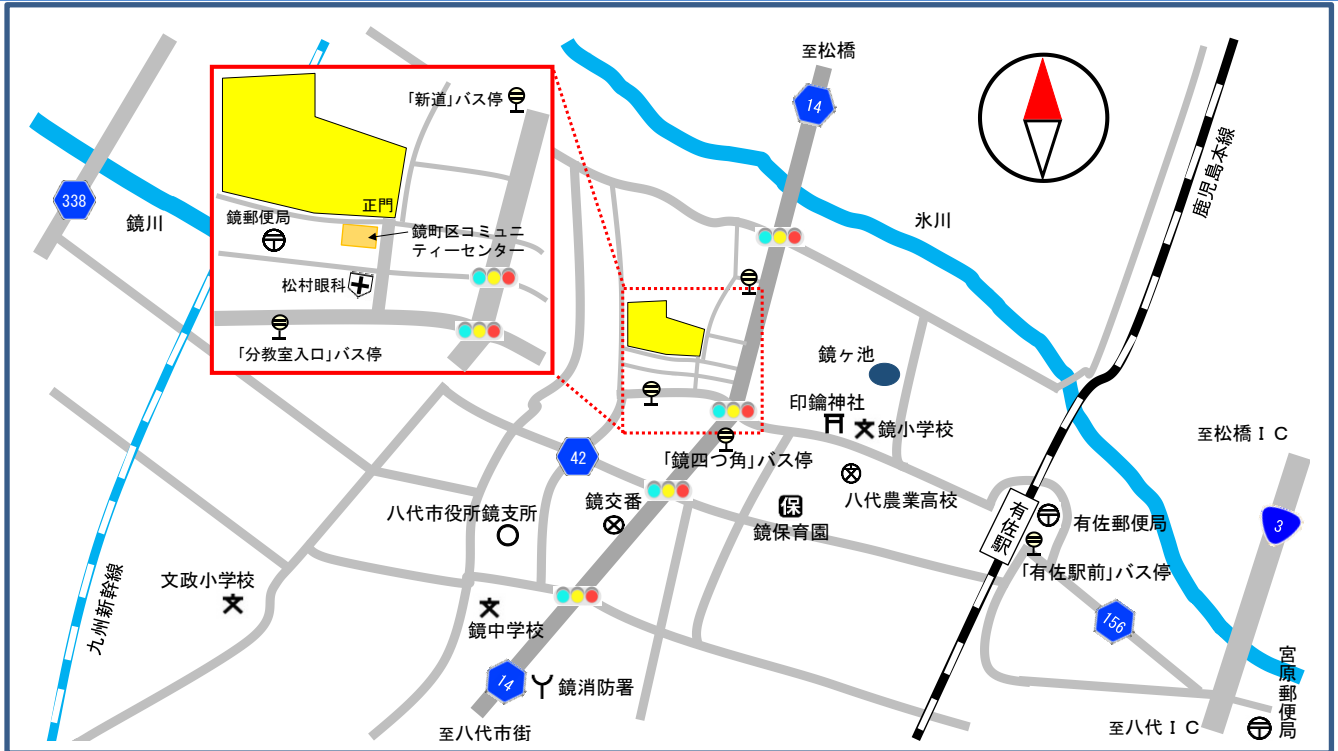 至松橋
14
鹿児島本線
「新道」バス停
338
鏡川
正門
鏡郵便局
鏡町区コミュニ
ティーセンター
氷川
松村眼科
「分教室入口」バス停
鏡ヶ池
印鑰神社
鏡小学校
至松橋IC
42
「鏡四つ角」バス停
八代農業高校
八代市役所鏡支所
鏡交番
保
鏡保育園
有佐駅
有佐郵便局
3
「有佐駅前」バス停
文政小学校
九州新幹線
鏡中学校
156
14
鏡消防署
宮原郵便局
至八代市街
至八代IC